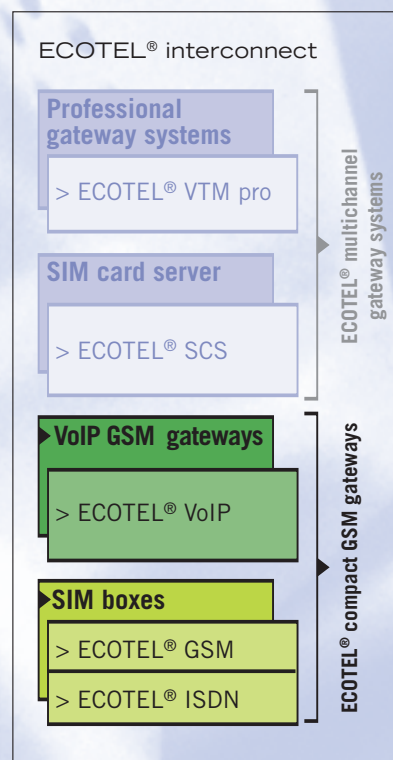 ECOTEL® interconnect
Professional
gateway systems
> ECOTEL® VTM pro
SIM card server
> ECOTEL® SCS
ECOTEL® multichannel
gateway systems
VoIP GSM gateways
> ECOTEL® VoIP
SIM boxes
> ECOTEL® GSM
> ECOTEL® ISDN
ECOTEL® compact GSM gateways